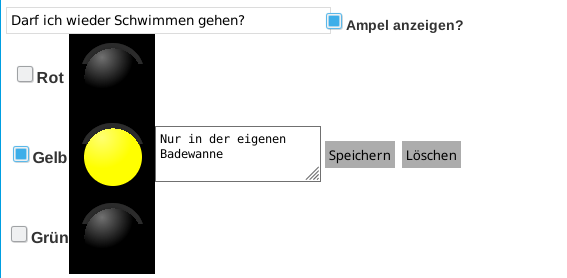 Darf ich wieder Schwimmen gehen?
Ampel anzeigen?
Rot
Gelb
Nur in der eigenen
Badewanne
Speichern
Löschen
Grün